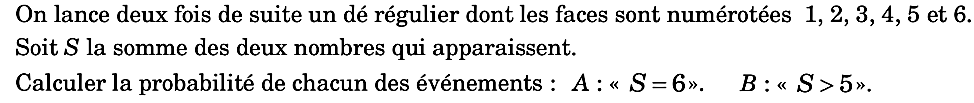 On lance deux fois de suite un dé régulier dont les faces sont numérotées 1, 2, 3, 4, 5 et 6.
Soit S la somme des deux nombres qui apparaissent.
Calculer la probabilité de chacun des événements : A : « S = 6 ». B : « S > 5 ».